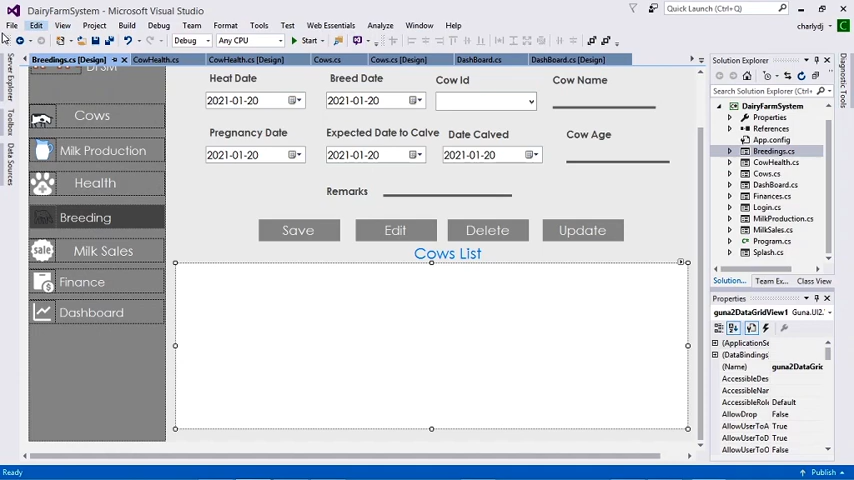 DairyFarmSystem - Microsoft Visual Studio
Quick Launch (Ctrl+Q)
File Edit View Project Build Debug Team Format Tools Test Web Essentials Analyze Window Help
charlydj C
Debug Any CPU Start
Breedings.cs [Design] CowHealth.cs CowHealth.cs [Design] Cows.cs Cows.cs [Design] DashBoard.cs DashBoard.cs [Design]
Server Explorer
Toolbox
Data Sources
Cows
Milk Production
Health
Breeding
sale Milk Sales
Finance
Dashboard
Heat Date Breed Date Cow Id Cow Name
2021-01-20 2021-01-20
Pregnancy Date Expected Date to Calve Date Calved Cow Age
2021-01-20 2021-01-20 2021-01-20
Remarks
Save Edit Delete Update
Cows List
Solution Explorer
Search Solution Explorer
DairyFarmSystem
Properties
References
App.config
Breedings.cs
CowHealth.cs
Cows.cs
DashBoard.cs
Finances.cs
Login.cs
MilkProduction.cs
MilkSales.cs
Program.cs
Splash.cs
Solution... Team Ex... Class View
Properties
guna2DataGridView1 Guna.UI2.
(ApplicationSe
(DataBindings
(Name) guna2DataGric
AccessibleDes
AccessibleNar
AccessibleRol Default
AllowDrop False
AllowUserToA True
AllowUserToD True
AllowUserToO False
Diagnostic Tools
Ready
Publish